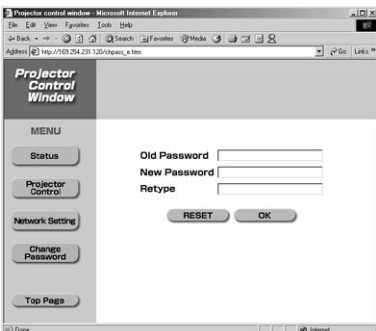 Projector control window - Microsoft Internet Explorer
File Edit View Favorites Tools Help
Back Search Favorites Media
Address http://169.254.231.120/chpass_e.htm Go Links »
Projector
Control
Window
MENU
Status
Projector
Control
Network Setting
Change
Password
Top Page
Old Password
New Password
Retype
RESET OK
Done Internet